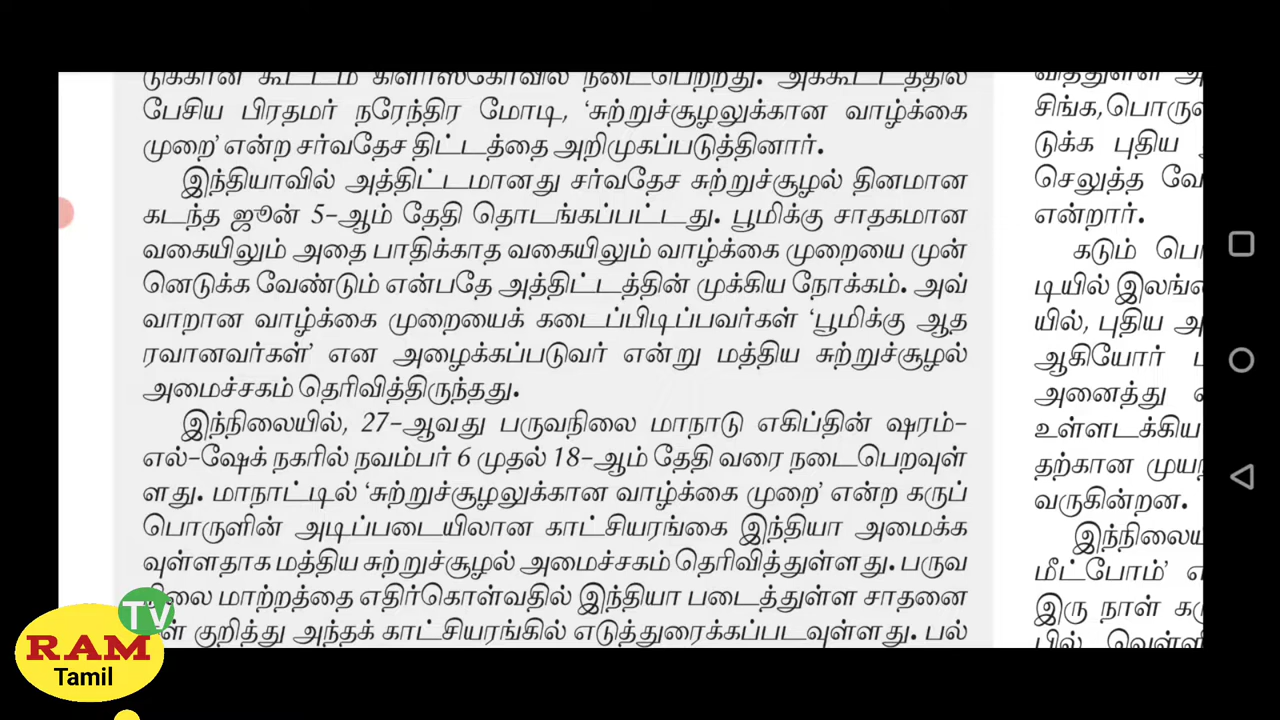 டுக்கான கூட்டம் கிளாஸ்கோவில் நடைபெற்றது. அக்கூட்டத்தில்
பேசிய பிரதமர் நரேந்திர மோடி, ‘சுற்றுச்சூழலுக்கான வாழ்க்கை
முறை’ என்ற சர்வதேச திட்டத்தை அறிமுகப்படுத்தினார்.
இந்தியாவில் அத்திட்டமானது சர்வதேச சுற்றுச்சூழல் தினமான
கடந்த ஜூன் 5-ஆம் தேதி தொடங்கப்பட்டது. பூமிக்கு சாதகமான
வகையிலும் அதை பாதிக்காத வகையிலும் வாழ்க்கை முறையை முன்
னெடுக்க வேண்டும் என்பதே அத்திட்டத்தின் முக்கிய நோக்கம். அவ்
வாறான வாழ்க்கை முறையைக் கடைப்பிடிப்பவர்கள் ‘பூமிக்கு ஆத
ரவானவர்கள்’ என அழைக்கப்படுவர் என்று மத்திய சுற்றுச்சூழல்
அமைச்சகம் தெரிவித்திருந்தது.
இந்நிலையில், 27-ஆவது பருவநிலை மாநாடு எகிப்தின் ஷரம்-
எல்-ஷேக் நகரில் நவம்பர் 6 முதல் 18-ஆம் தேதி வரை நடைபெறவுள்
ளது. மாநாட்டில் ‘சுற்றுச்சூழலுக்கான வாழ்க்கை முறை’ என்ற கருப்
பொருளின் அடிப்படையிலான காட்சியரங்கை இந்தியா அமைக்க
வுள்ளதாக மத்திய சுற்றுச்சூழல் அமைச்சகம் தெரிவித்துள்ளது. பருவ
நிலை மாற்றத்தை எதிர்கொள்வதில் இந்தியா படைத்துள்ள சாதனை
குறித்து அந்தக் காட்சியரங்கில் எடுத்துரைக்கப்படவுள்ளது. பல்
வித்துள்ள
சிங்க, பொரு
டுக்க புதிய
செலுத்த வே
என்றார்.
கடும் பொ
டியில் இலங்
யில், புதிய அ
ஆகியோர்
அனைத்து
உள்ளடக்கிய
தற்கான முயற்
வருகின்றன.
இந்நிலைய
மீட்போம்’
இரு நாள்
பில் வெள்ளி
TV
RAM
Tamil